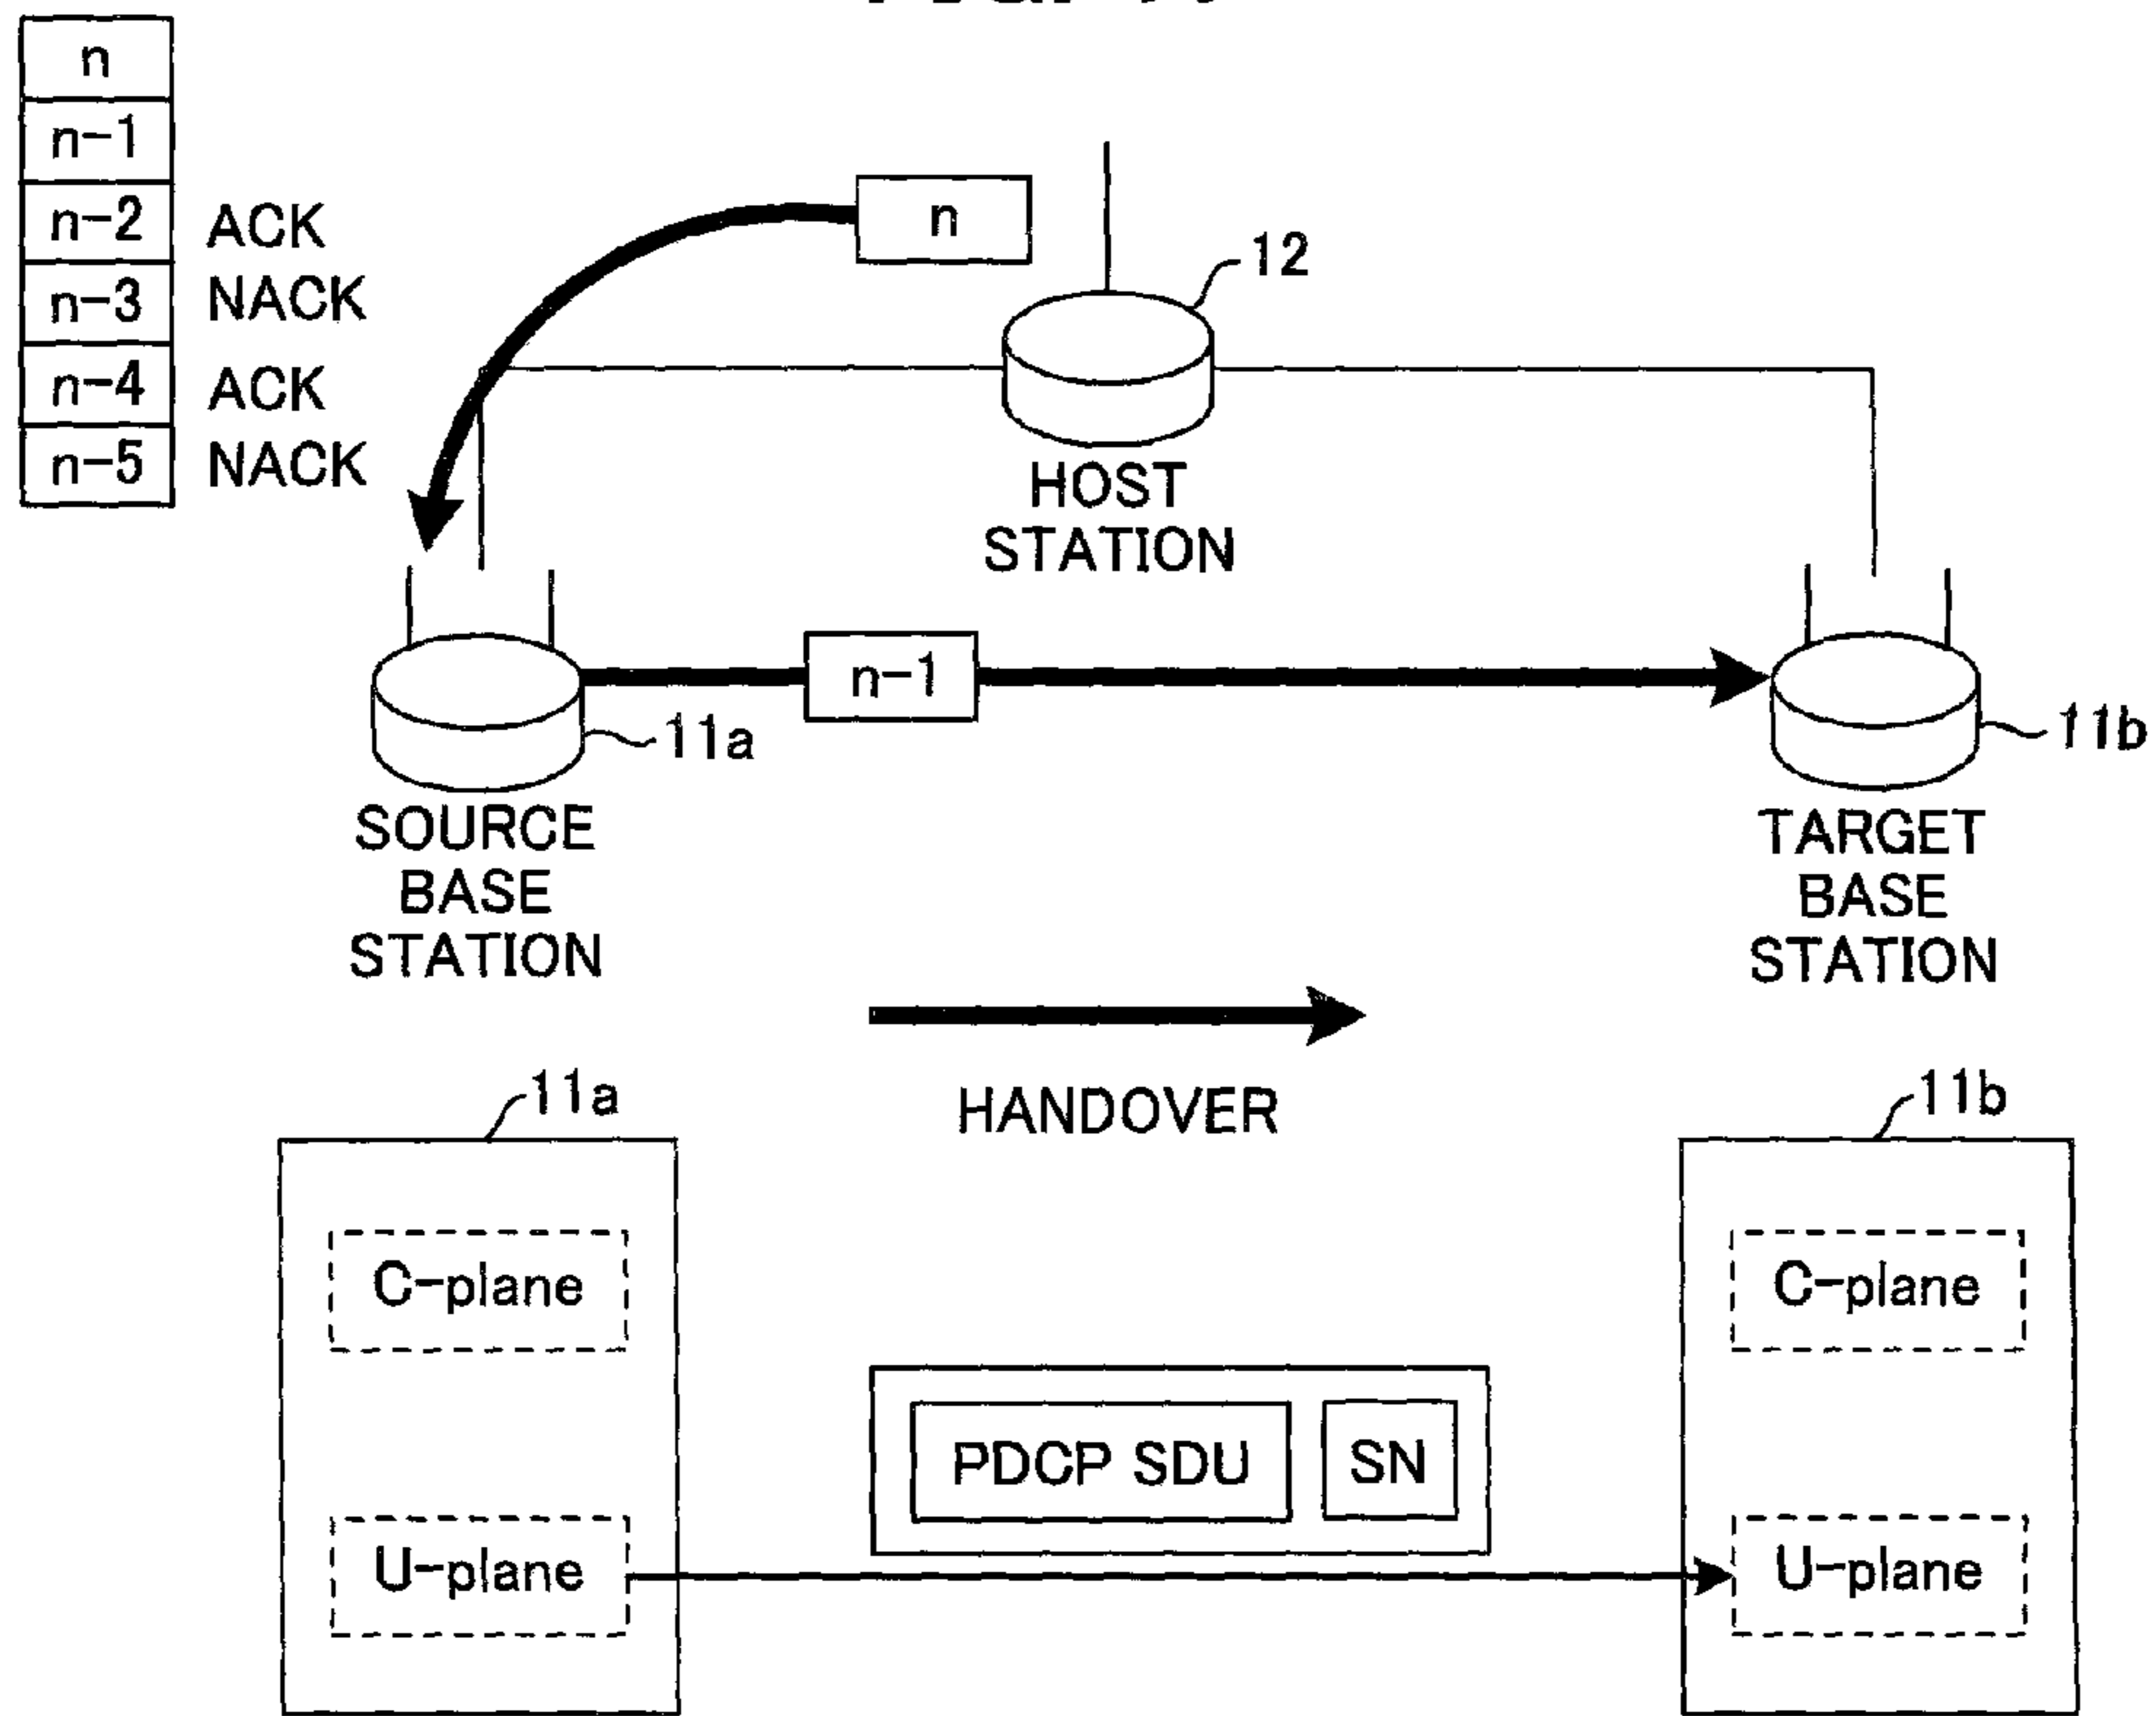 n
n-1
n-2 ACK
n-3 NACK
n-4 ACK
n-5 NACK
n
12
HOST
STATION
n-1
11a
11b
SOURCE
BASE
STATION
TARGET
BASE
STATION
HANDOVER
11a
11b
C-plane
C-plane
PDCP SDU
SN
U-plane
U-plane